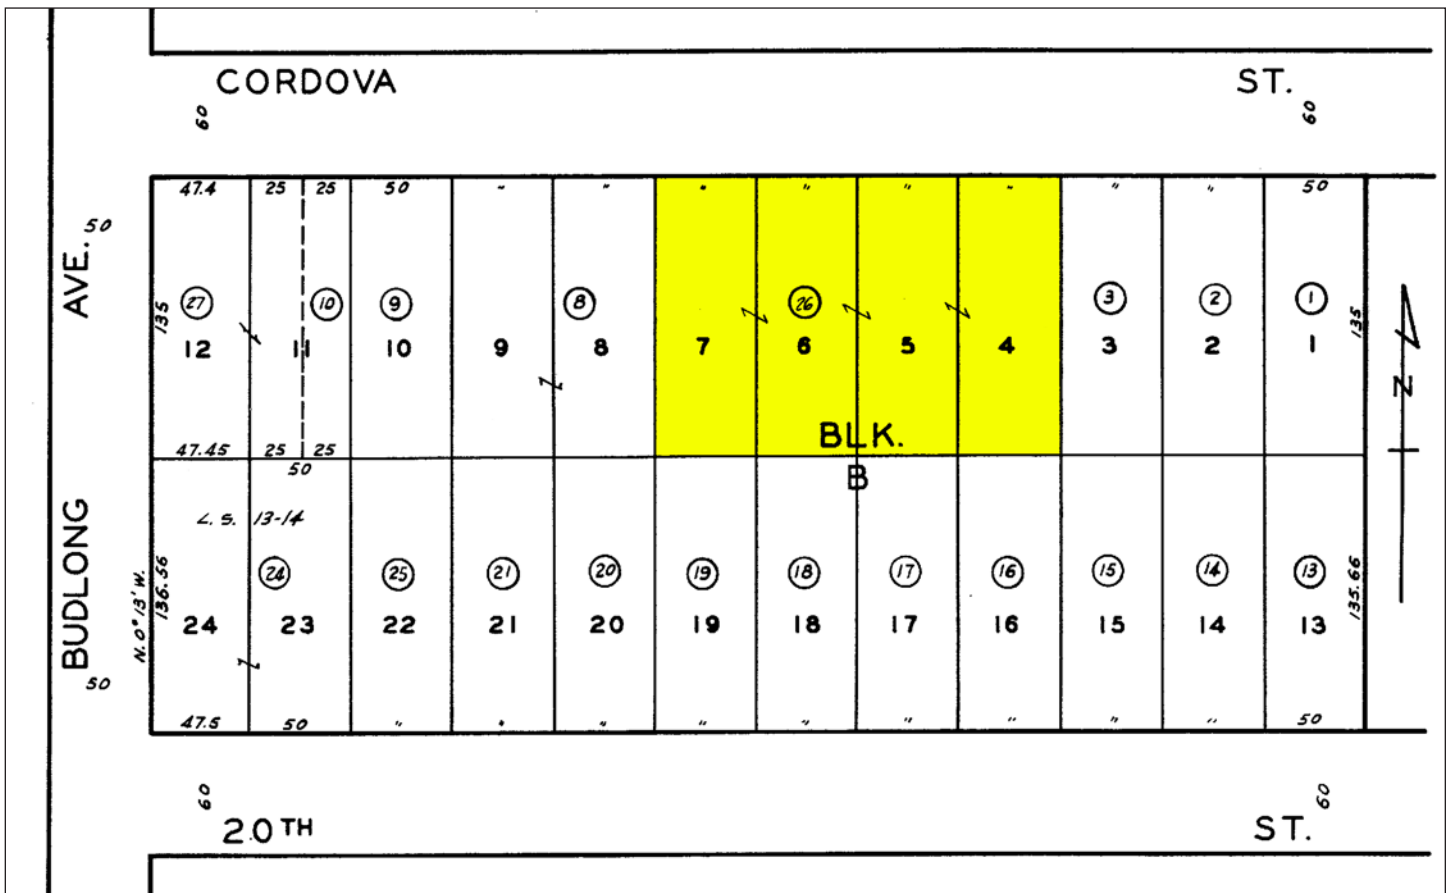 CORDOVA ST.
60 60
47.4 25 25 50 " " " " " " " " 50
50
AVE.
27 10 9 8 26 3 2 1
135 135
12 11 10 9 8 7 6 5 4 3 2 1
N
BLK.
47.45 25 25
50
B
L. S. 13-14
BUDLONG
24 25 21 20 19 18 17 16 15 14 13
N. 0° 13' W.
136.56 135.66
24 23 22 21 20 19 18 17 16 15 14 13
50
47.5 50 " " " " " " " " " 50
60 60
20TH ST.